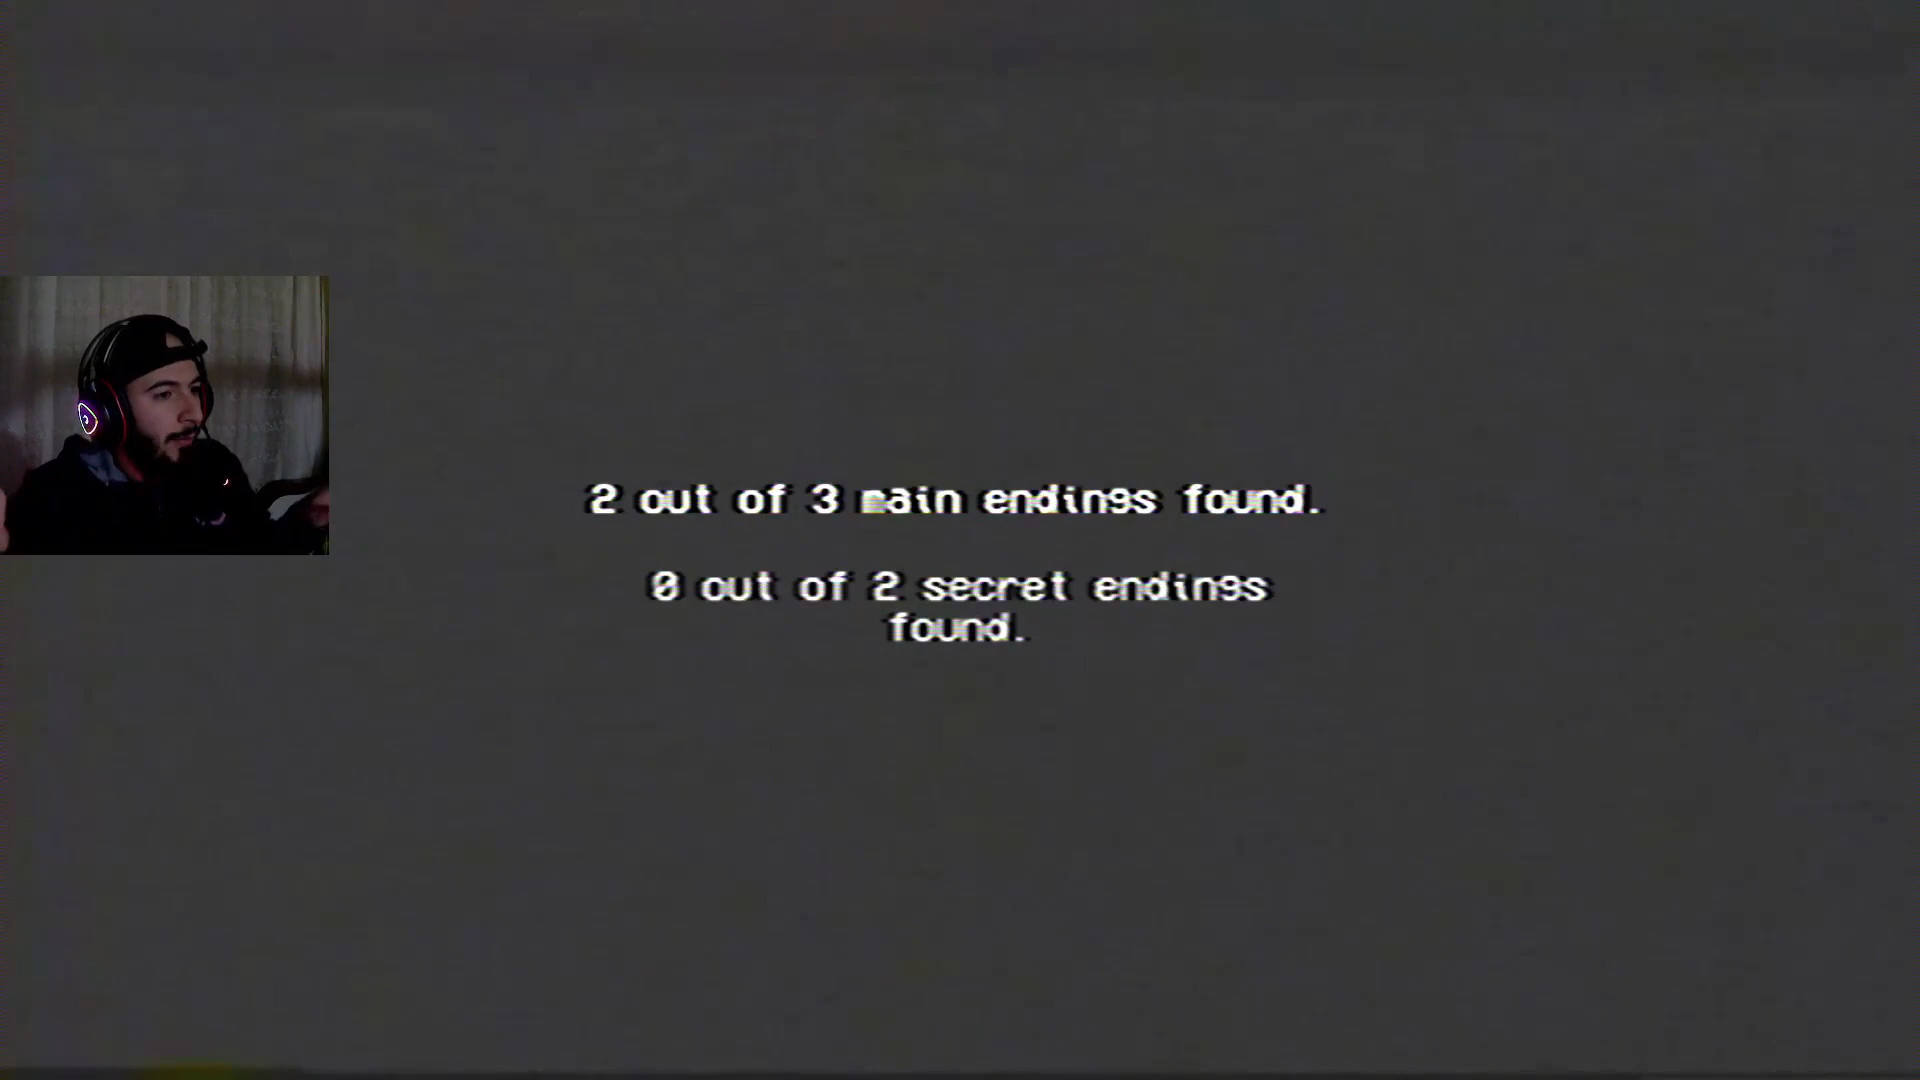 2 out of 3 main endings found.
0 out of 2 secret endings
found.